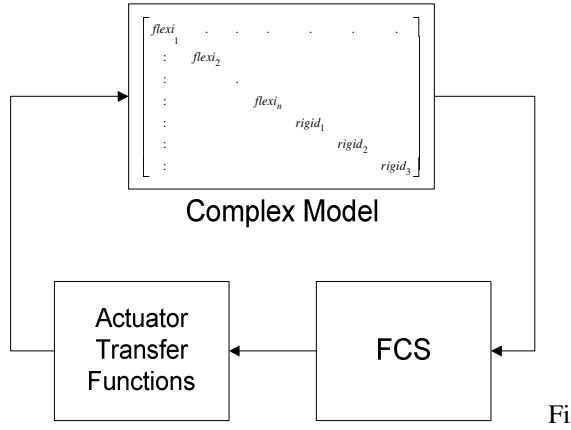 flexi1 . . . . . .
: flexi2
: .
: flexin
: rigid1
: rigid2
: rigid3
Complex Model
Actuator
Transfer
Functions
FCS
Fi